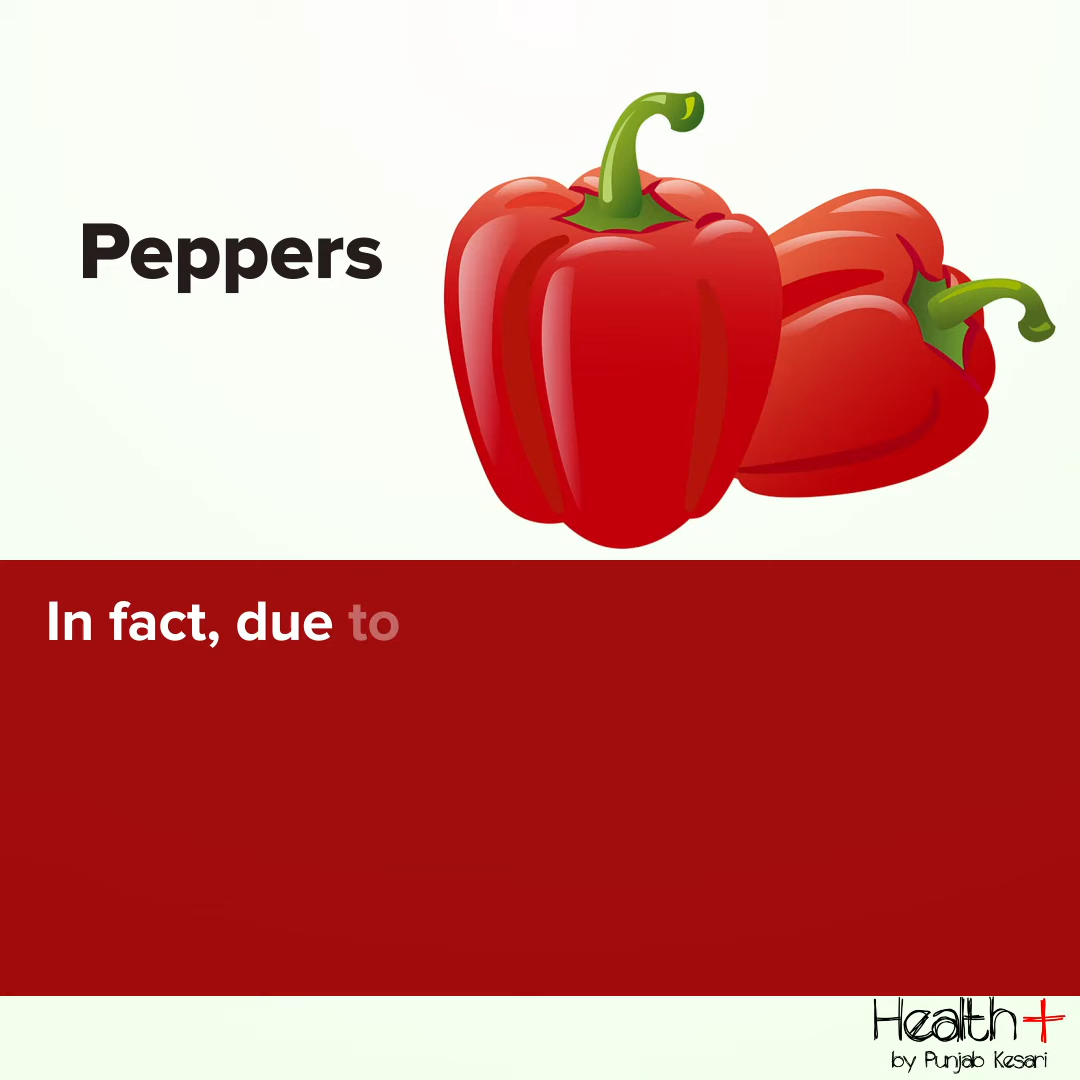 Peppers
In fact, due to
Health+
by Punjab Kesari